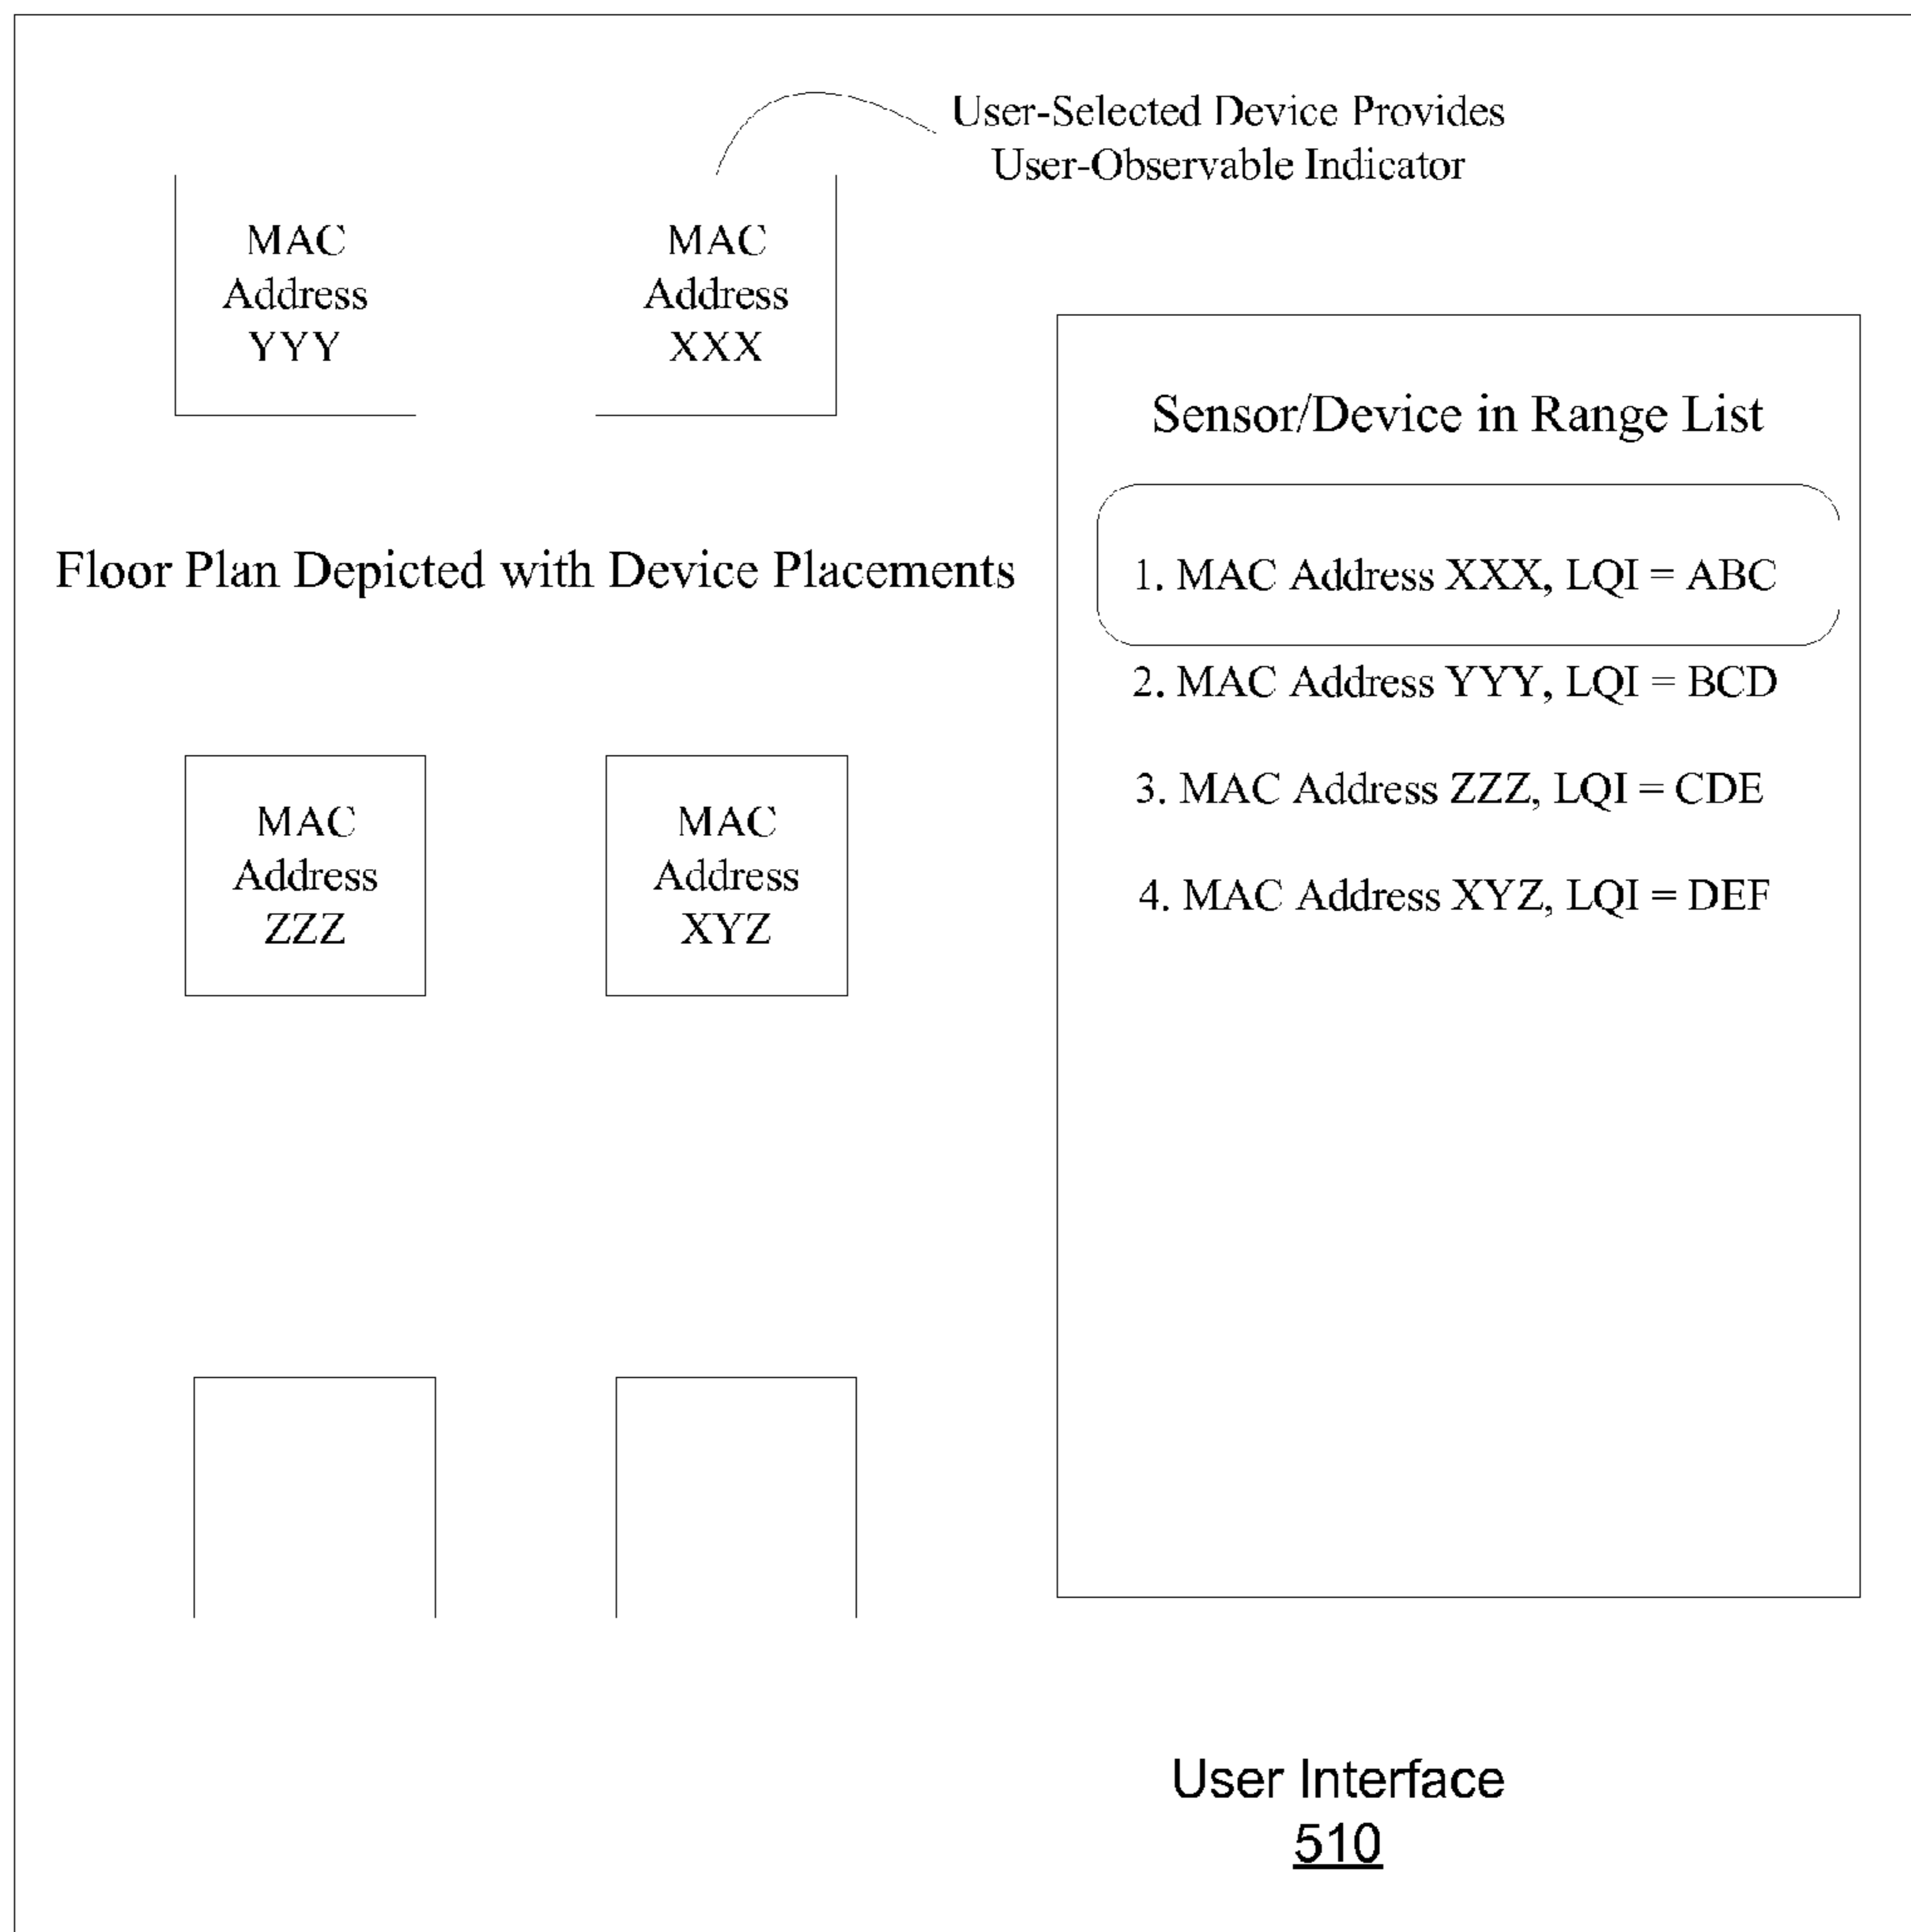 User-Selected Device Provides
User-Observable Indicator
MAC
Address
YYY
MAC
Address
XXX
Floor Plan Depicted with Device Placements
MAC
Address
ZZZ
MAC
Address
XYZ
Sensor/Device in Range List
1. MAC Address XXX, LQI = ABC
2. MAC Address YYY, LQI = BCD
3. MAC Address ZZZ, LQI = CDE
4. MAC Address XYZ, LQI = DEF
User Interface
510